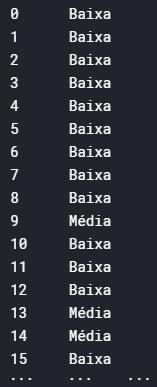 0 Baixa
1 Baixa
2 Baixa
3 Baixa
4 Baixa
5 Baixa
6 Baixa
7 Baixa
8 Baixa
9 Média
10 Baixa
11 Baixa
12 Baixa
13 Média
14 Média
15 Baixa
... ... ...